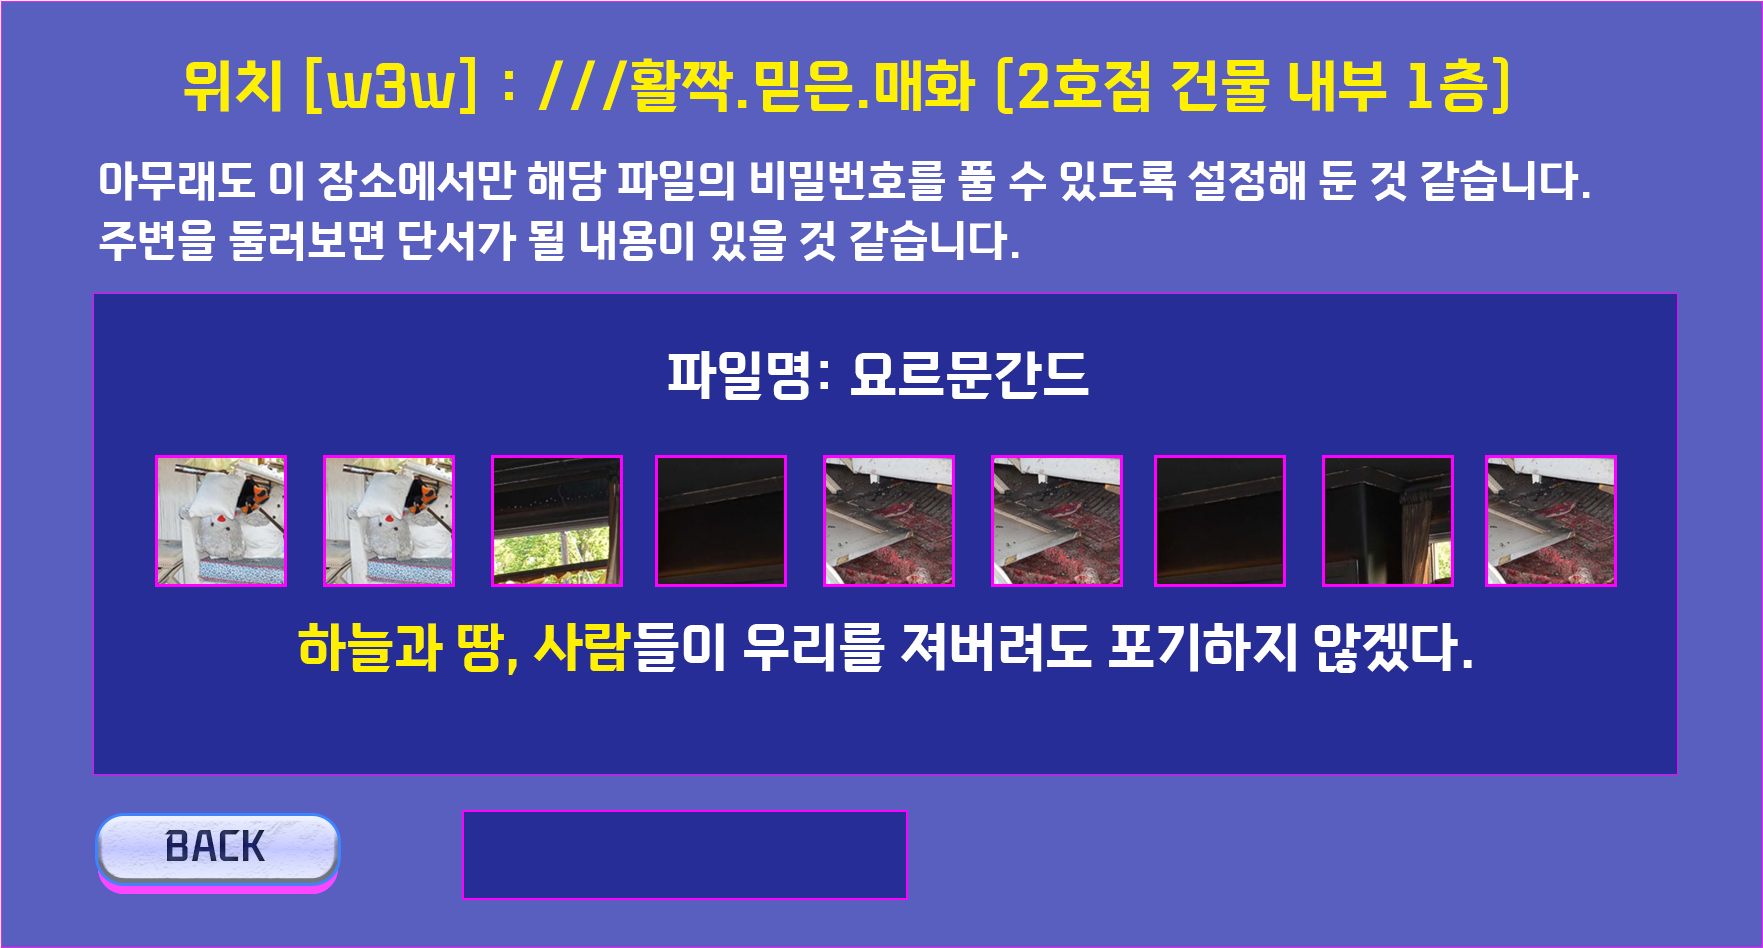 위치 [w3w] : ///활짝.믿은.매화 [2호점 건물 내부 1층]
아무래도 이 장소에서만 해당 파일의 비밀번호를 풀 수 있도록 설정해 둔 것 같습니다.
주변을 둘러보면 단서가 될 내용이 있을 것 같습니다.
파일명: 요르문간드
하늘과 땅, 사람들이 우리를 져버려도 포기하지 않겠다.
BACK